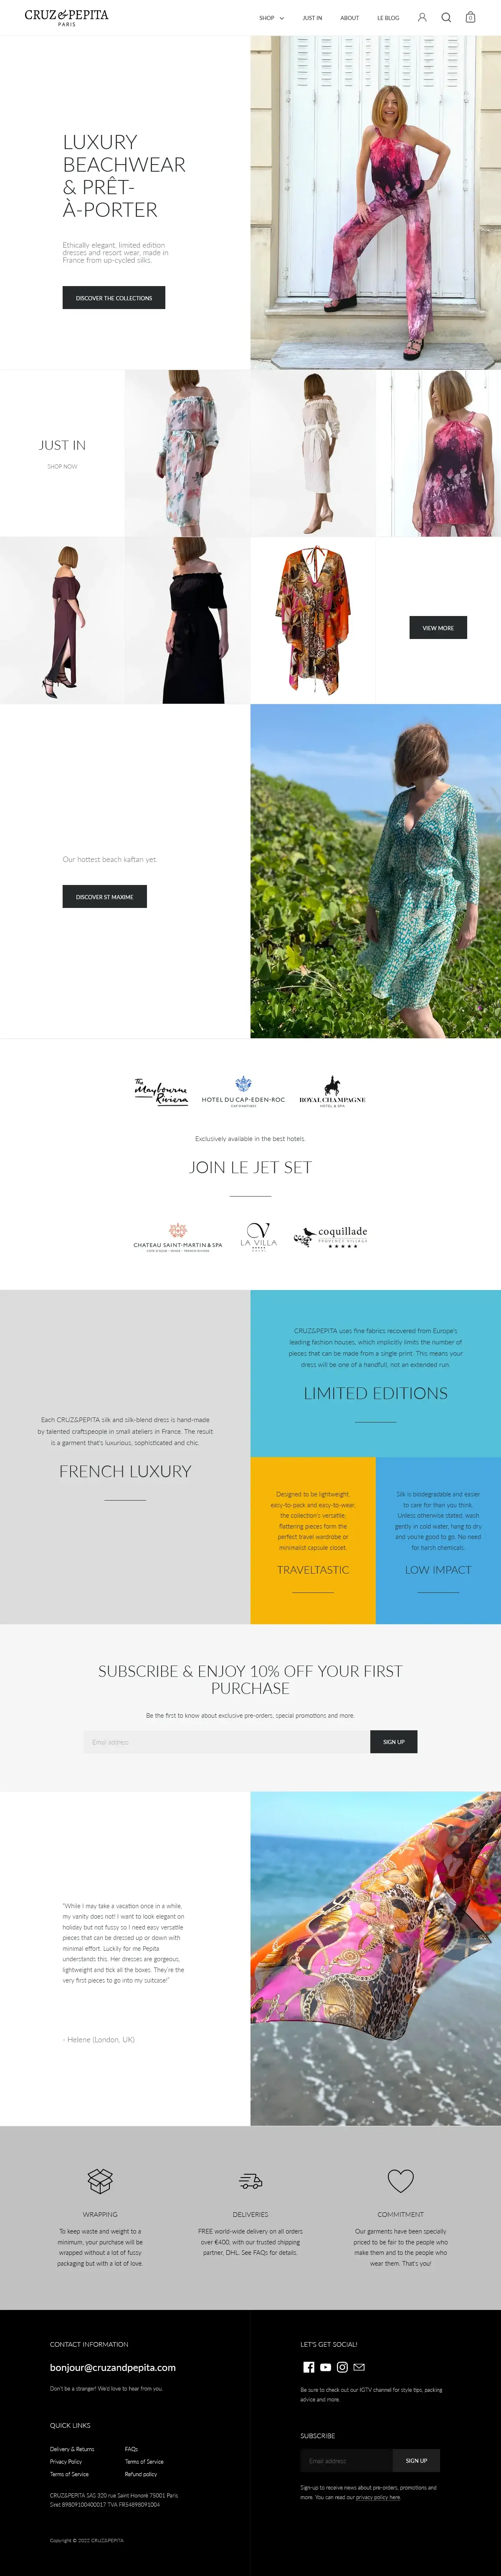 CRUZ&PEPITA
PARIS
SHOP
JUST IN
ABOUT
LE BLOG
0
LUXURY
BEACHWEAR
& PRÊT-
À-PORTER
Ethically elegant, limited edition
dresses and resort wear, made in
France from up-cycled silks.
DISCOVER THE COLLECTIONS
JUST IN
SHOP NOW
VIEW MORE
Our hottest beach kaftan yet.
DISCOVER ST MAXIME
The
Maybourne
Riviera
HOTEL DU CAP-EDEN-ROC
CAP D'ANTIBES
ROYAL CHAMPAGNE
HOTEL & SPA
Exclusively available in the best hotels.
JOIN LE JET SET
CHATEAU SAINT-MARTIN & SPA
LA VILLA
coquillade
PROVENCE VILLAGE
CRUZ&PEPITA uses fine fabrics recovered from Europe's
leading fashion houses, which implicitly limits the number of
pieces that can be made from a single print. This means your
dress will be one of a handfull, not an extended run.
LIMITED EDITIONS
Each CRUZ&PEPITA silk and silk-blend dress is hand-made
by talented craftspeople in small ateliers in France. The result
is a garment that's luxurious, sophisticated and chic.
FRENCH LUXURY
Designed to be lightweight,
easy-to-pack and easy-to-wear,
the collection's versatile,
flattering pieces form the
perfect travel wardrobe or
minimalist capsule closet.
TRAVELTASTIC
Silk is biodegradable and easier
to care for than you think.
Unless otherwise stated, wash
gently in cold water, hang to dry
and you're good to go. No need
for harsh chemicals.
LOW IMPACT
SUBSCRIBE & ENJOY 10% OFF YOUR FIRST
PURCHASE
Be the first to know about exclusive pre-orders, special promotions and more.
Email address
SIGN UP
"While I may take a vacation once in a while,
my vanity does not! I want to look elegant on
holiday but not fussy so I need easy versatile
pieces that can be dressed up or down with
minimal effort. Luckily for me Pepita
understands this. Her dresses are gorgeous,
lightweight and tick all the boxes. They're the
very first pieces to go into my suitcase!"
- Helene (London, UK)
WRAPPING
To keep waste and weight to a
minimum, your purchase will be
wrapped without a lot of fussy
packaging but with a lot of love.
DELIVERIES
FREE world-wide delivery on all orders
over €400, with our trusted shipping
partner, DHL. See FAQs for details.
COMMITMENT
Our garments have been specially
priced to be fair to the people who
make them and to the people who
wear them. That's you!
CONTACT INFORMATION
bonjour@cruzandpepita.com
Don't be a stranger! We'd love to hear from you.
QUICK LINKS
Delivery & Returns
FAQs
Privacy Policy
Terms of Service
Terms of Service
Refund policy
CRUZ&PEPITA SAS 320 rue Saint Honoré 75001 Paris
Siret 89809100400017 TVA FR54898091004
Copyright © 2022 CRUZ&PEPITA
LET'S GET SOCIAL!
Be sure to check out our IGTV channel for style tips, packing
advice and more.
SUBSCRIBE
Email address
SIGN UP
Sign-up to receive news about pre-orders, promotions and
more. You can read our privacy policy here.